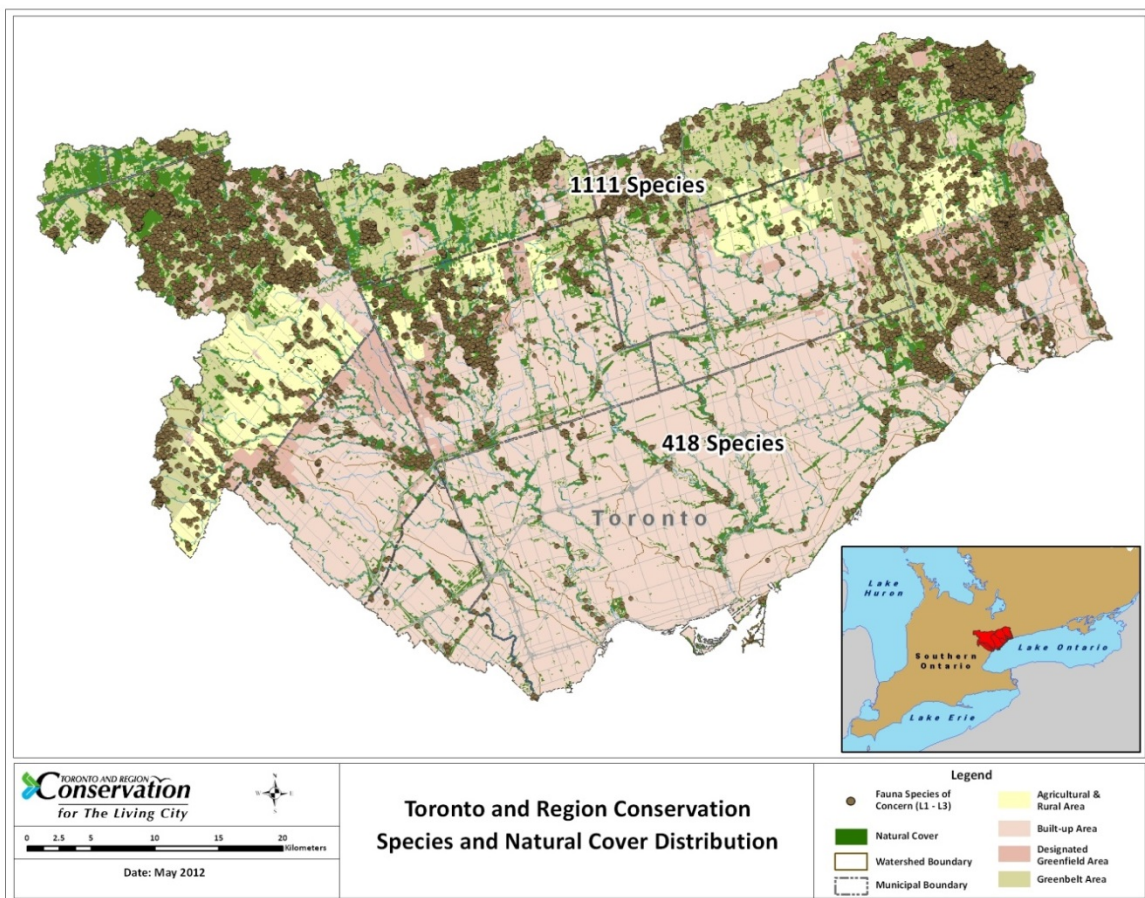 1111 Species
418 Species
Toronto
Lake
Huron
Southern
Ontario
Lake Ontario
Lake Erie
TORONTO AND REGION
Conservation
for The Living City
N
W
E
S
0 2.5 5 10 15 20
Kilometers
Date: May 2012
Toronto and Region Conservation
Species and Natural Cover Distribution
Legend
Fauna Species of
Concern (L1 - L3)
Natural Cover
Watershed Boundary
Municipal Boundary
Agricultural &
Rural Area
Built-up Area
Designated
Greenfield Area
Greenbelt Area